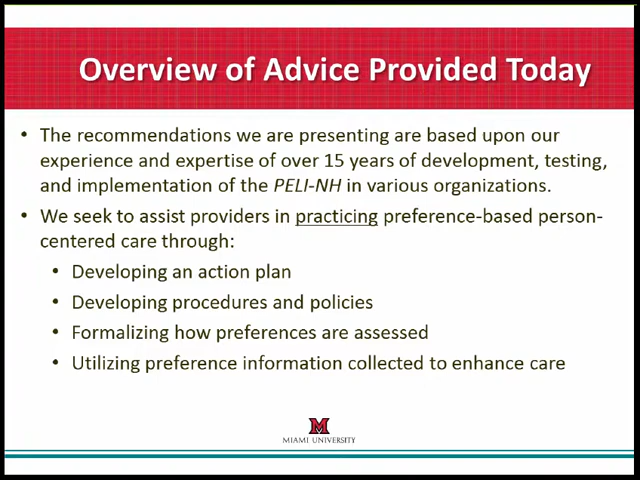 Overview of Advice Provided Today
• The recommendations we are presenting are based upon our
experience and expertise of over 15 years of development, testing,
and implementation of the PELI-NH in various organizations.
• We seek to assist providers in practicing preference-based person-
centered care through:
• Developing an action plan
• Developing procedures and policies
• Formalizing how preferences are assessed
• Utilizing preference information collected to enhance care
M
MIAMI UNIVERSITY